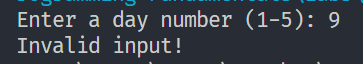 Enter a day number (1-5): 9
Invalid input!